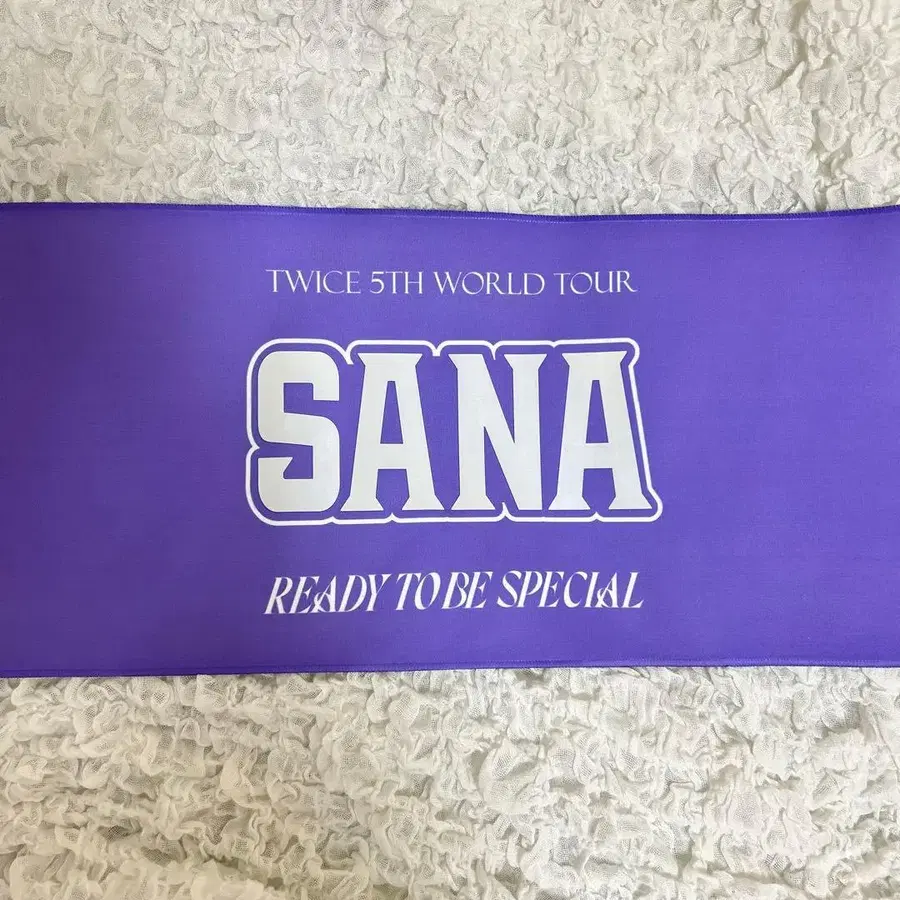 TWICE 5TH WORLD TOUR
SANA
READY TO BE SPECIAL